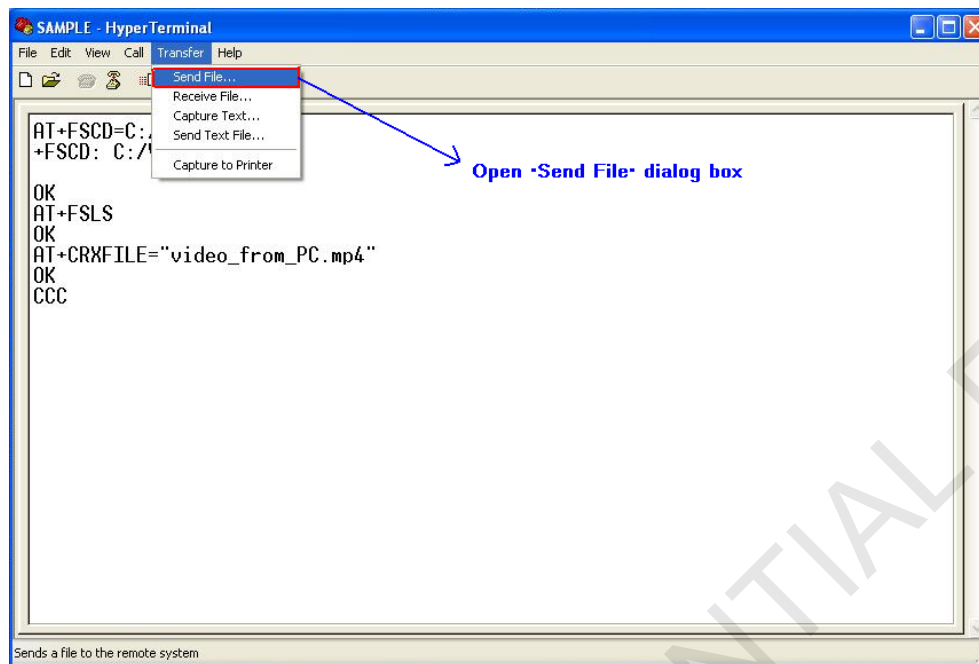 SAMPLE - HyperTerminal
File Edit View Call Transfer Help
Send File...
Receive File...
Capture Text...
Send Text File...
Capture to Printer
AT+FSCD=C:/
+FSCD: C:/
OK
AT+FSLS
OK
AT+CRXFILE="video_from_PC.mp4"
OK
CCC
Open "Send File" dialog box
Sends a file to the remote system
NTIAL